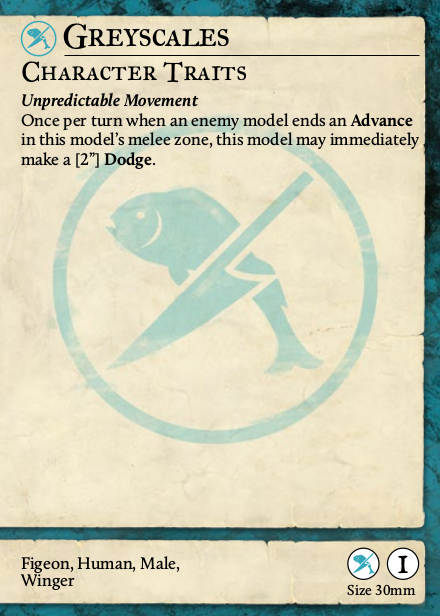 Greyscales
Character Traits
Unpredictable Movement
Once per turn when an enemy model ends an Advance
in this model’s melee zone, this model may immediately
make a [2”] Dodge.
Figeon, Human, Male,
Winger
1
Size 30mm